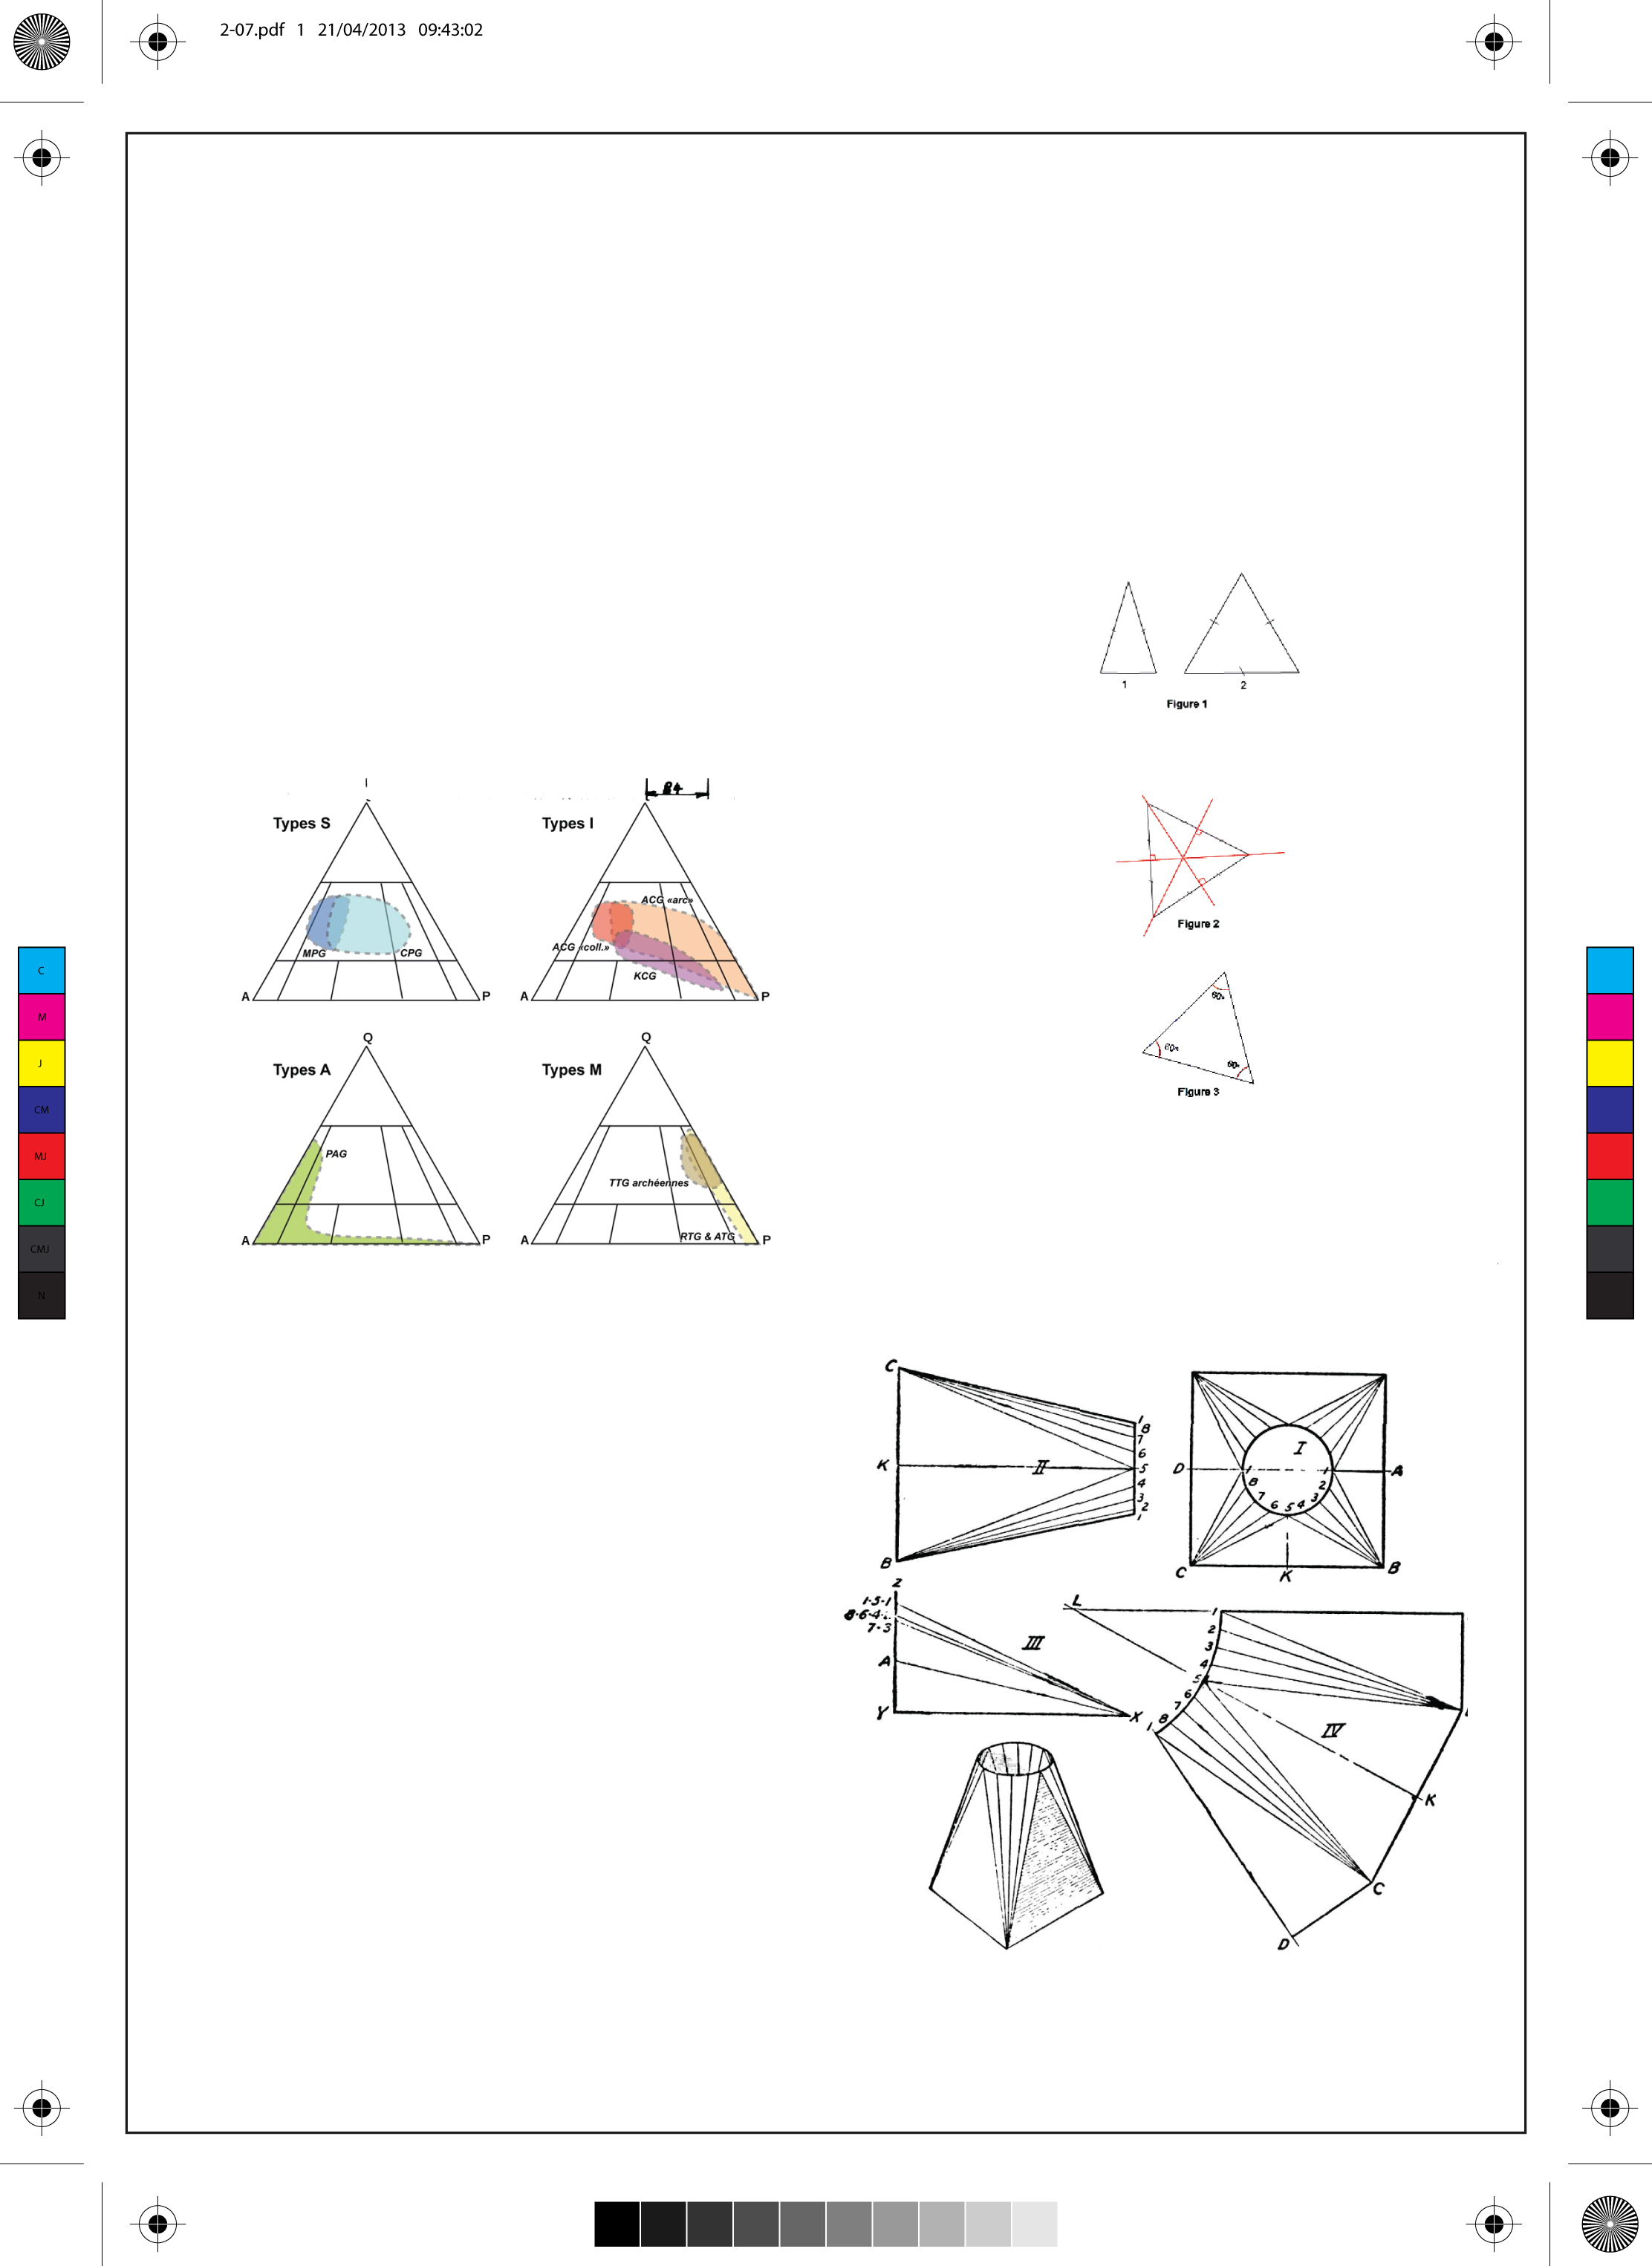 2-07.pdf 1 21/04/2013 09:43:02
1 2
Figure 1
84
Types S Types I
ACG «arc»
MPG CPG ACG «coll.»
KCG
A P A P
Figure 2
Q Q
Types A Types M
PAG
TTG archéennes
RTG & ATG
A P A P
60°
60°
60°
Figure 3
C
M
J
CM
MJ
CJ
CMJ
N
C
1
8
7
6
K II 5
4
3
2
1
B
I
D 1 1 A
8 2
7 6 5 4 3
C K B
Z
1-5-1
7-3
A
Y X
III
L 1
2
3
4
5
6
7
8
1
IV
K
C
D